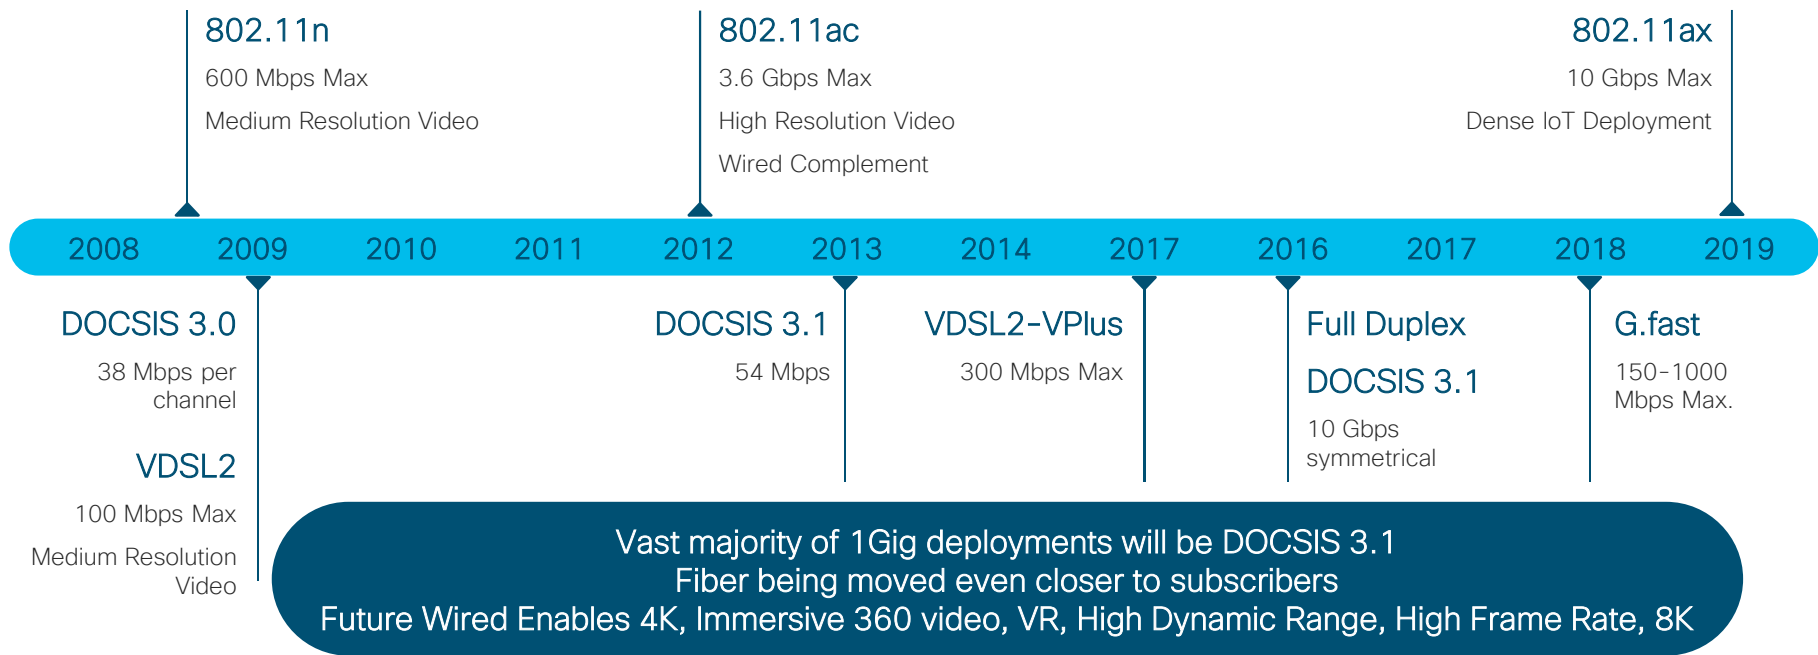 802.11n
600 Mbps Max
Medium Resolution Video
802.11ac
3.6 Gbps Max
High Resolution Video
Wired Complement
802.11ax
10 Gbps Max
Dense IoT Deployment
2008 2009 2010 2011 2012 2013 2014 2017 2016 2017 2018 2019
DOCSIS 3.0
38 Mbps per
channel
VDSL2
100 Mbps Max
Medium Resolution
Video
DOCSIS 3.1
54 Mbps
VDSL2-VPlus
300 Mbps Max
Full Duplex
DOCSIS 3.1
10 Gbps
symmetrical
G.fast
150-1000
Mbps Max.
Vast majority of 1Gig deployments will be DOCSIS 3.1
Fiber being moved even closer to subscribers
Future Wired Enables 4K, Immersive 360 video, VR, High Dynamic Range, High Frame Rate, 8K